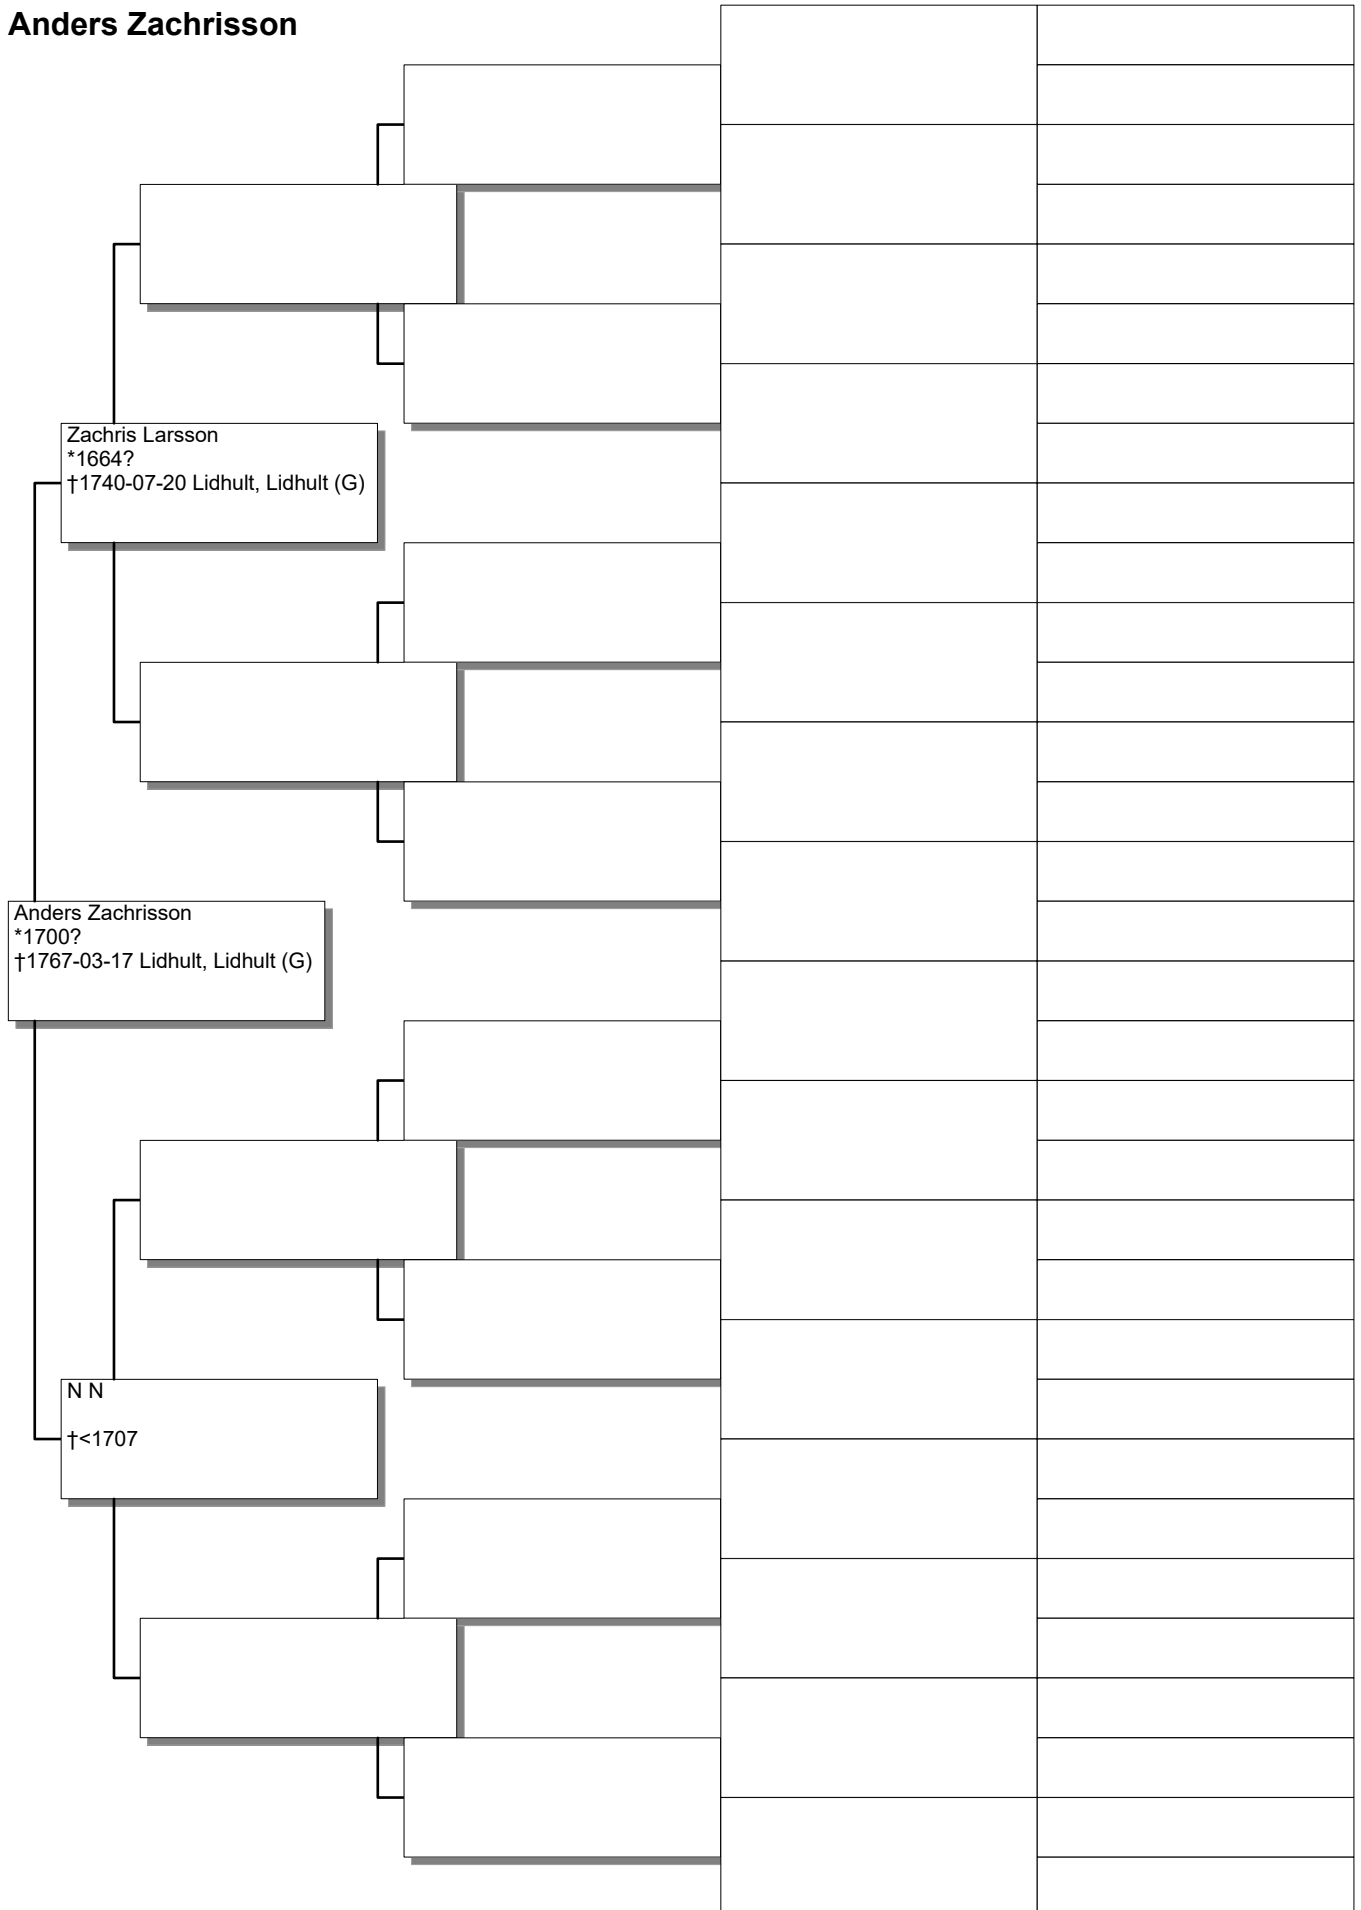 Anders Zachrisson
Zachris Larsson
*1664?
†1740-07-20 Lidhult, Lidhult (G)
Anders Zachrisson
*1700?
†1767-03-17 Lidhult, Lidhult (G)
N N
†<1707